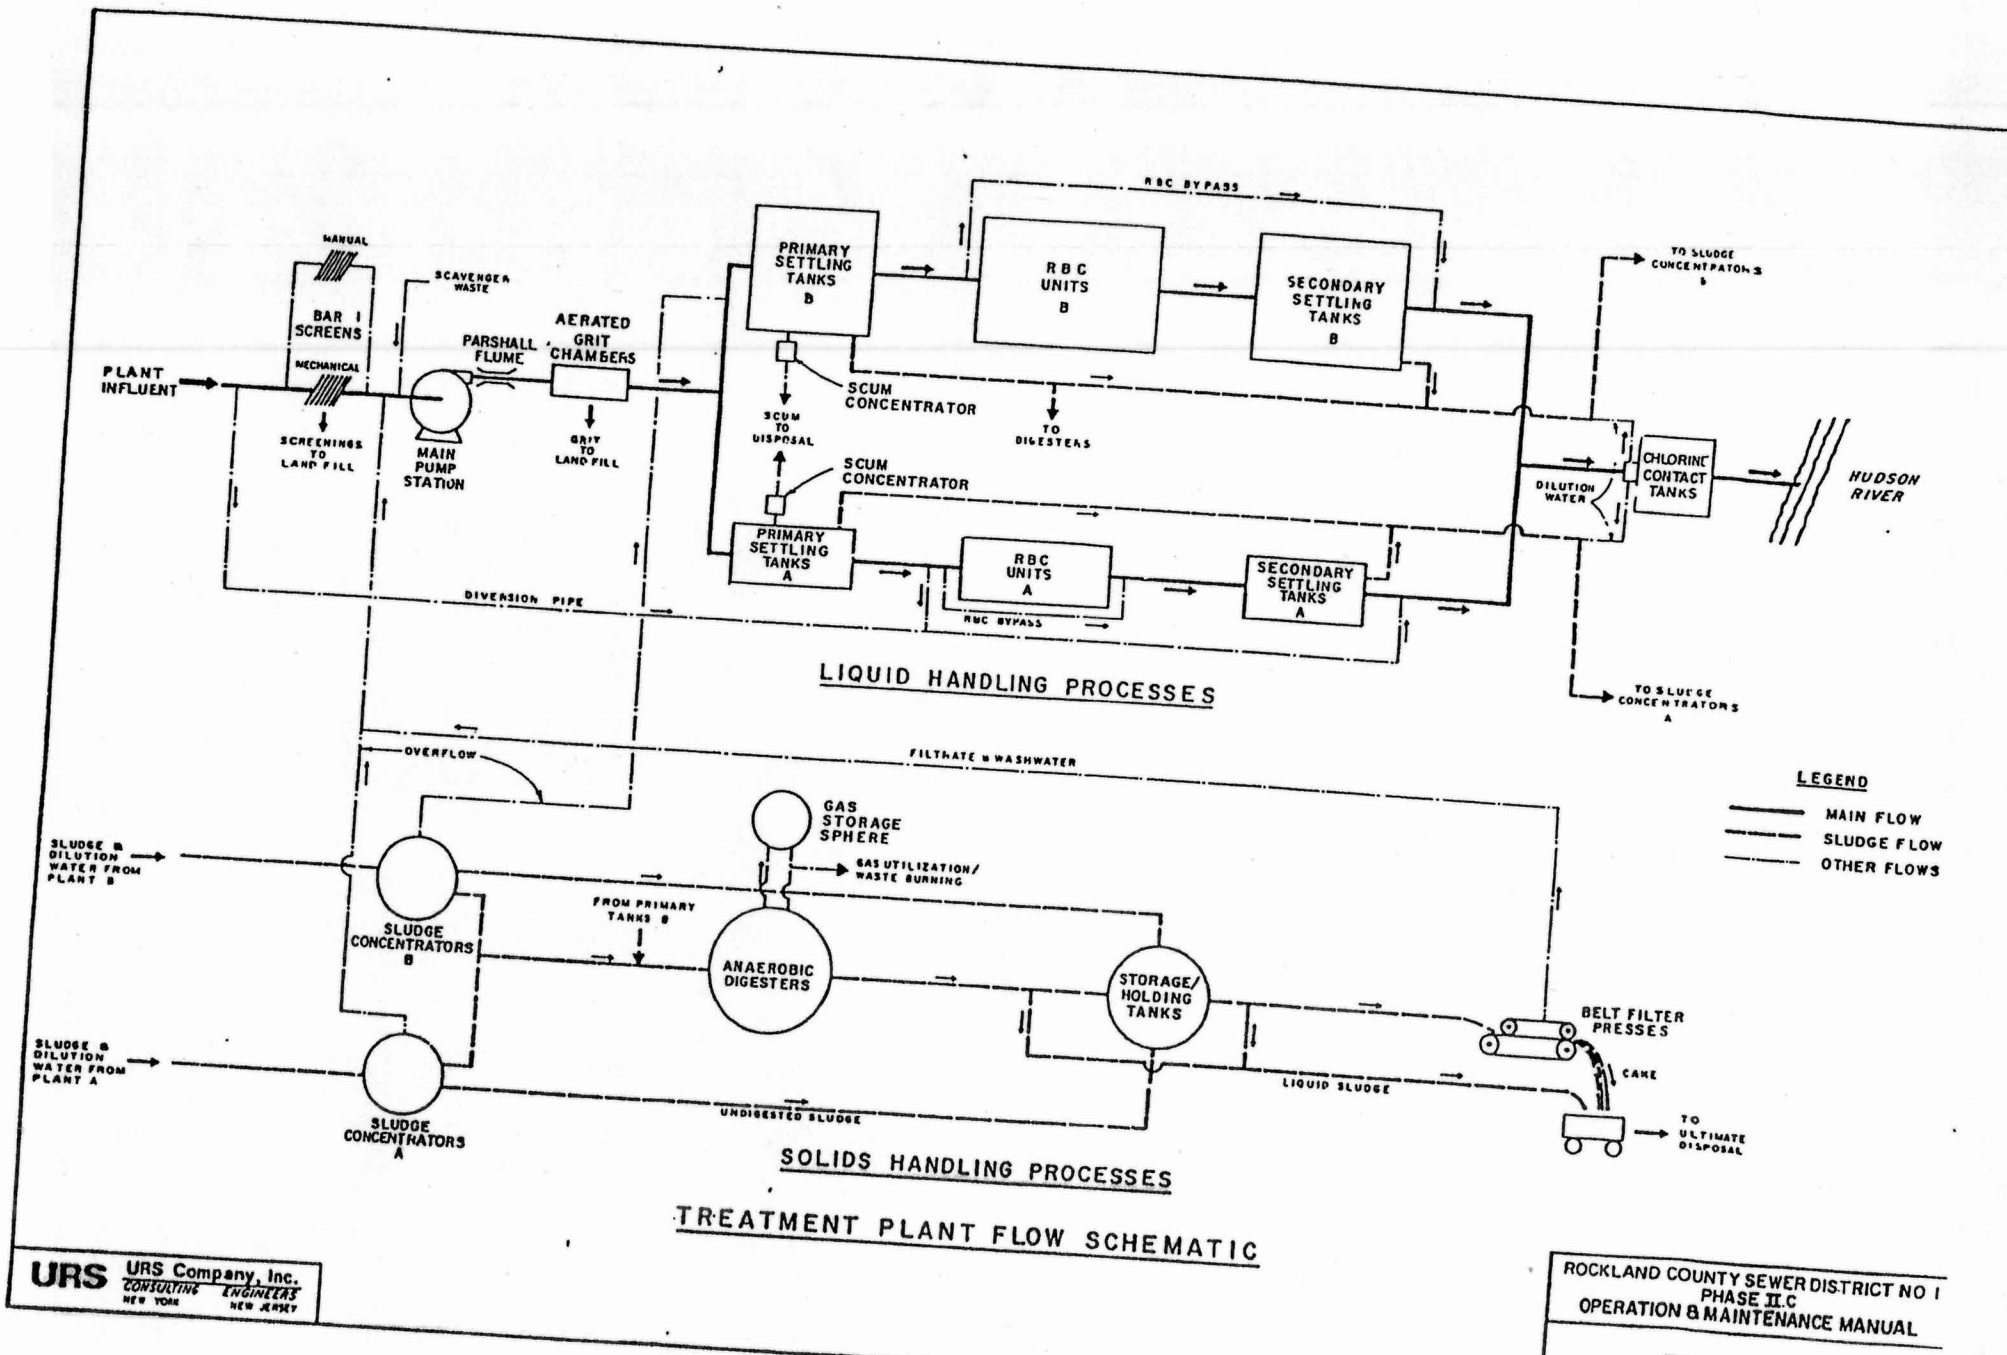 RBC BYPASS
MANUAL
BAR
SCREENS
MECHANICAL
SCAVENGER
WASTE
PLANT
INFLUENT
SCREENINGS
TO
LAND FILL
MAIN
PUMP
STATION
PARSHALL
FLUME
AERATED
GRIT
CHAMBERS
GRIT
TO
LAND FILL
PRIMARY
SETTLING
TANKS
B
RBC
UNITS
B
SECONDARY
SETTLING
TANKS
B
TO SLUDGE
CONCENTRATORS
B
SCUM
CONCENTRATOR
SCUM
TO
DISPOSAL
TO
DIGESTERS
SCUM
CONCENTRATOR
DILUTION
WATER
CHLORINE
CONTACT
TANKS
HUDSON
RIVER
PRIMARY
SETTLING
TANKS
A
RBC
UNITS
A
SECONDARY
SETTLING
TANKS
A
DIVERSION PIPE
RBC BYPASS
TO SLUDGE
CONCENTRATORS
A
LIQUID HANDLING PROCESSES
OVERFLOW
FILTRATE & WASHWATER
LEGEND
MAIN FLOW
SLUDGE FLOW
OTHER FLOWS
GAS
STORAGE
SPHERE
GAS UTILIZATION/
WASTE BURNING
SLUDGE &
DILUTION
WATER FROM
PLANT B
SLUDGE
CONCENTRATORS
B
FROM PRIMARY
TANKS B
ANAEROBIC
DIGESTERS
STORAGE/
HOLDING
TANKS
BELT FILTER
PRESSES
CAKE
SLUDGE &
DILUTION
WATER FROM
PLANT A
SLUDGE
CONCENTRATORS
A
UNDIGESTED SLUDGE
LIQUID SLUDGE
TO
ULTIMATE
DISPOSAL
SOLIDS HANDLING PROCESSES
TREATMENT PLANT FLOW SCHEMATIC
URS
URS Company, Inc.
CONSULTING ENGINEERS
NEW YORK NEW JERSEY
ROCKLAND COUNTY SEWER DISTRICT NO 1
PHASE II.C
OPERATION & MAINTENANCE MANUAL